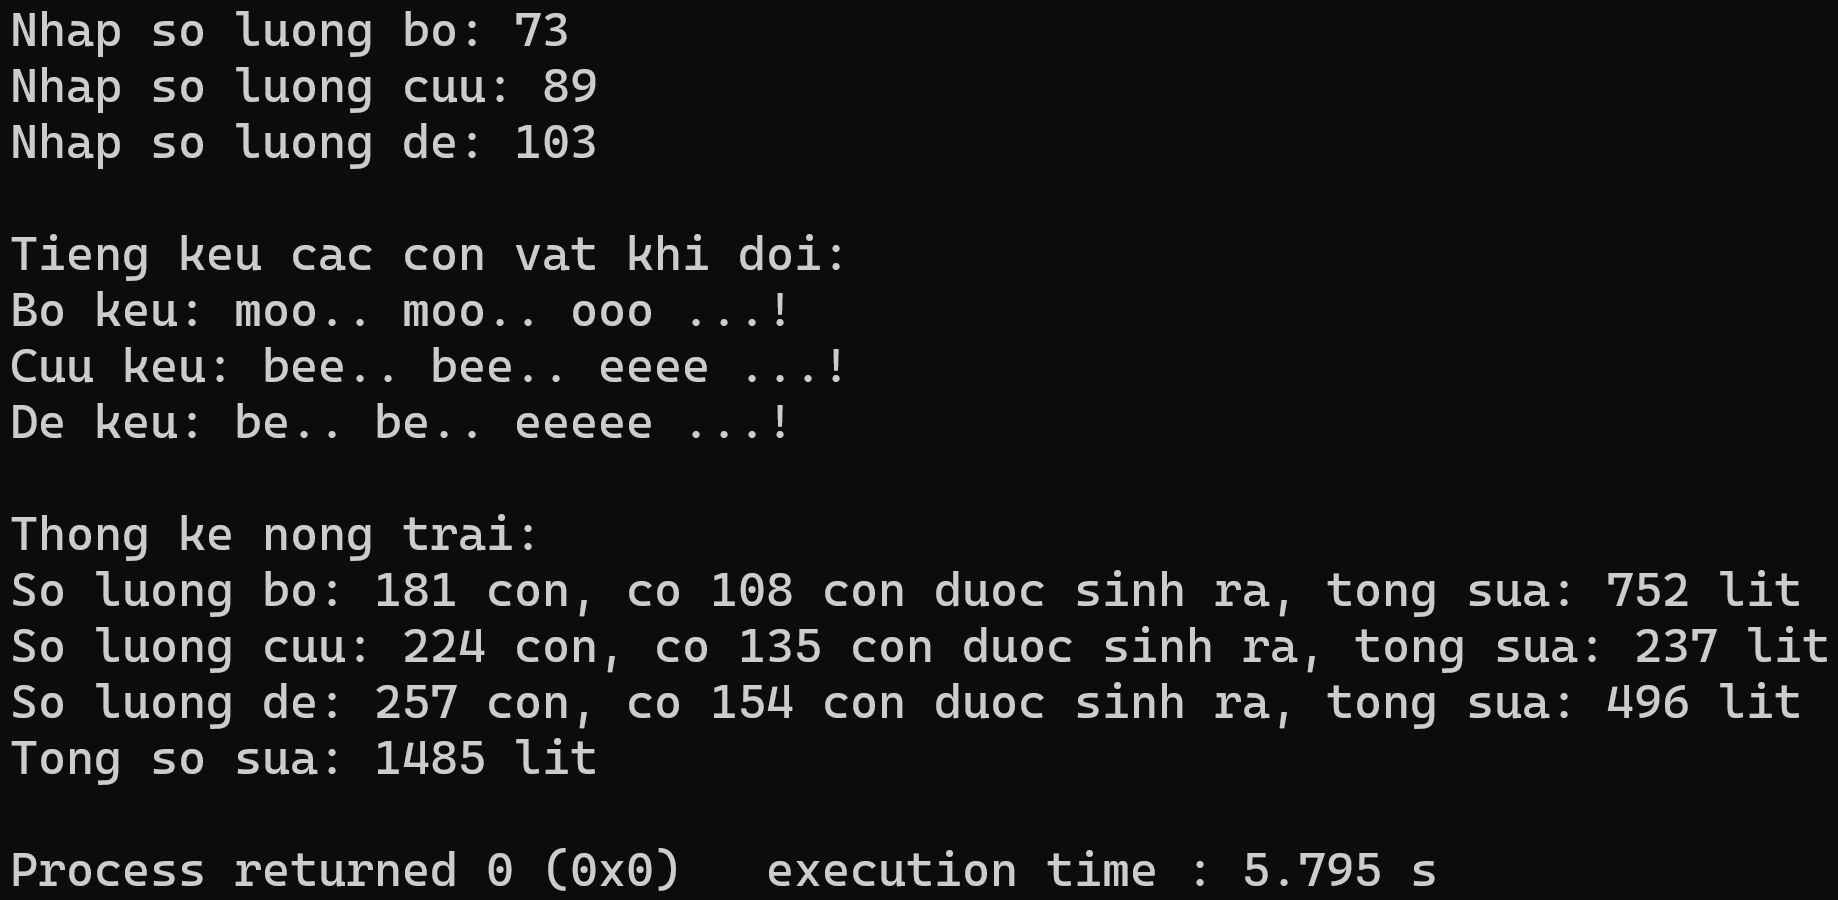 Nhap so luong bo: 73
Nhap so luong cuu: 89
Nhap so luong de: 103
Tieng keu cac con vat khi doi:
Bo keu: moo.. moo.. ooo ...!
Cuu keu: bee.. bee.. eeee ...!
De keu: be.. be.. eeeee ...!
Thong ke nong trai:
So luong bo: 181 con, co 108 con duoc sinh ra, tong sua: 752 lit
So luong cuu: 224 con, co 135 con duoc sinh ra, tong sua: 237 lit
So luong de: 257 con, co 154 con duoc sinh ra, tong sua: 496 lit
Tong so sua: 1485 lit
Process returned 0 (0x0)   execution time : 5.795 s